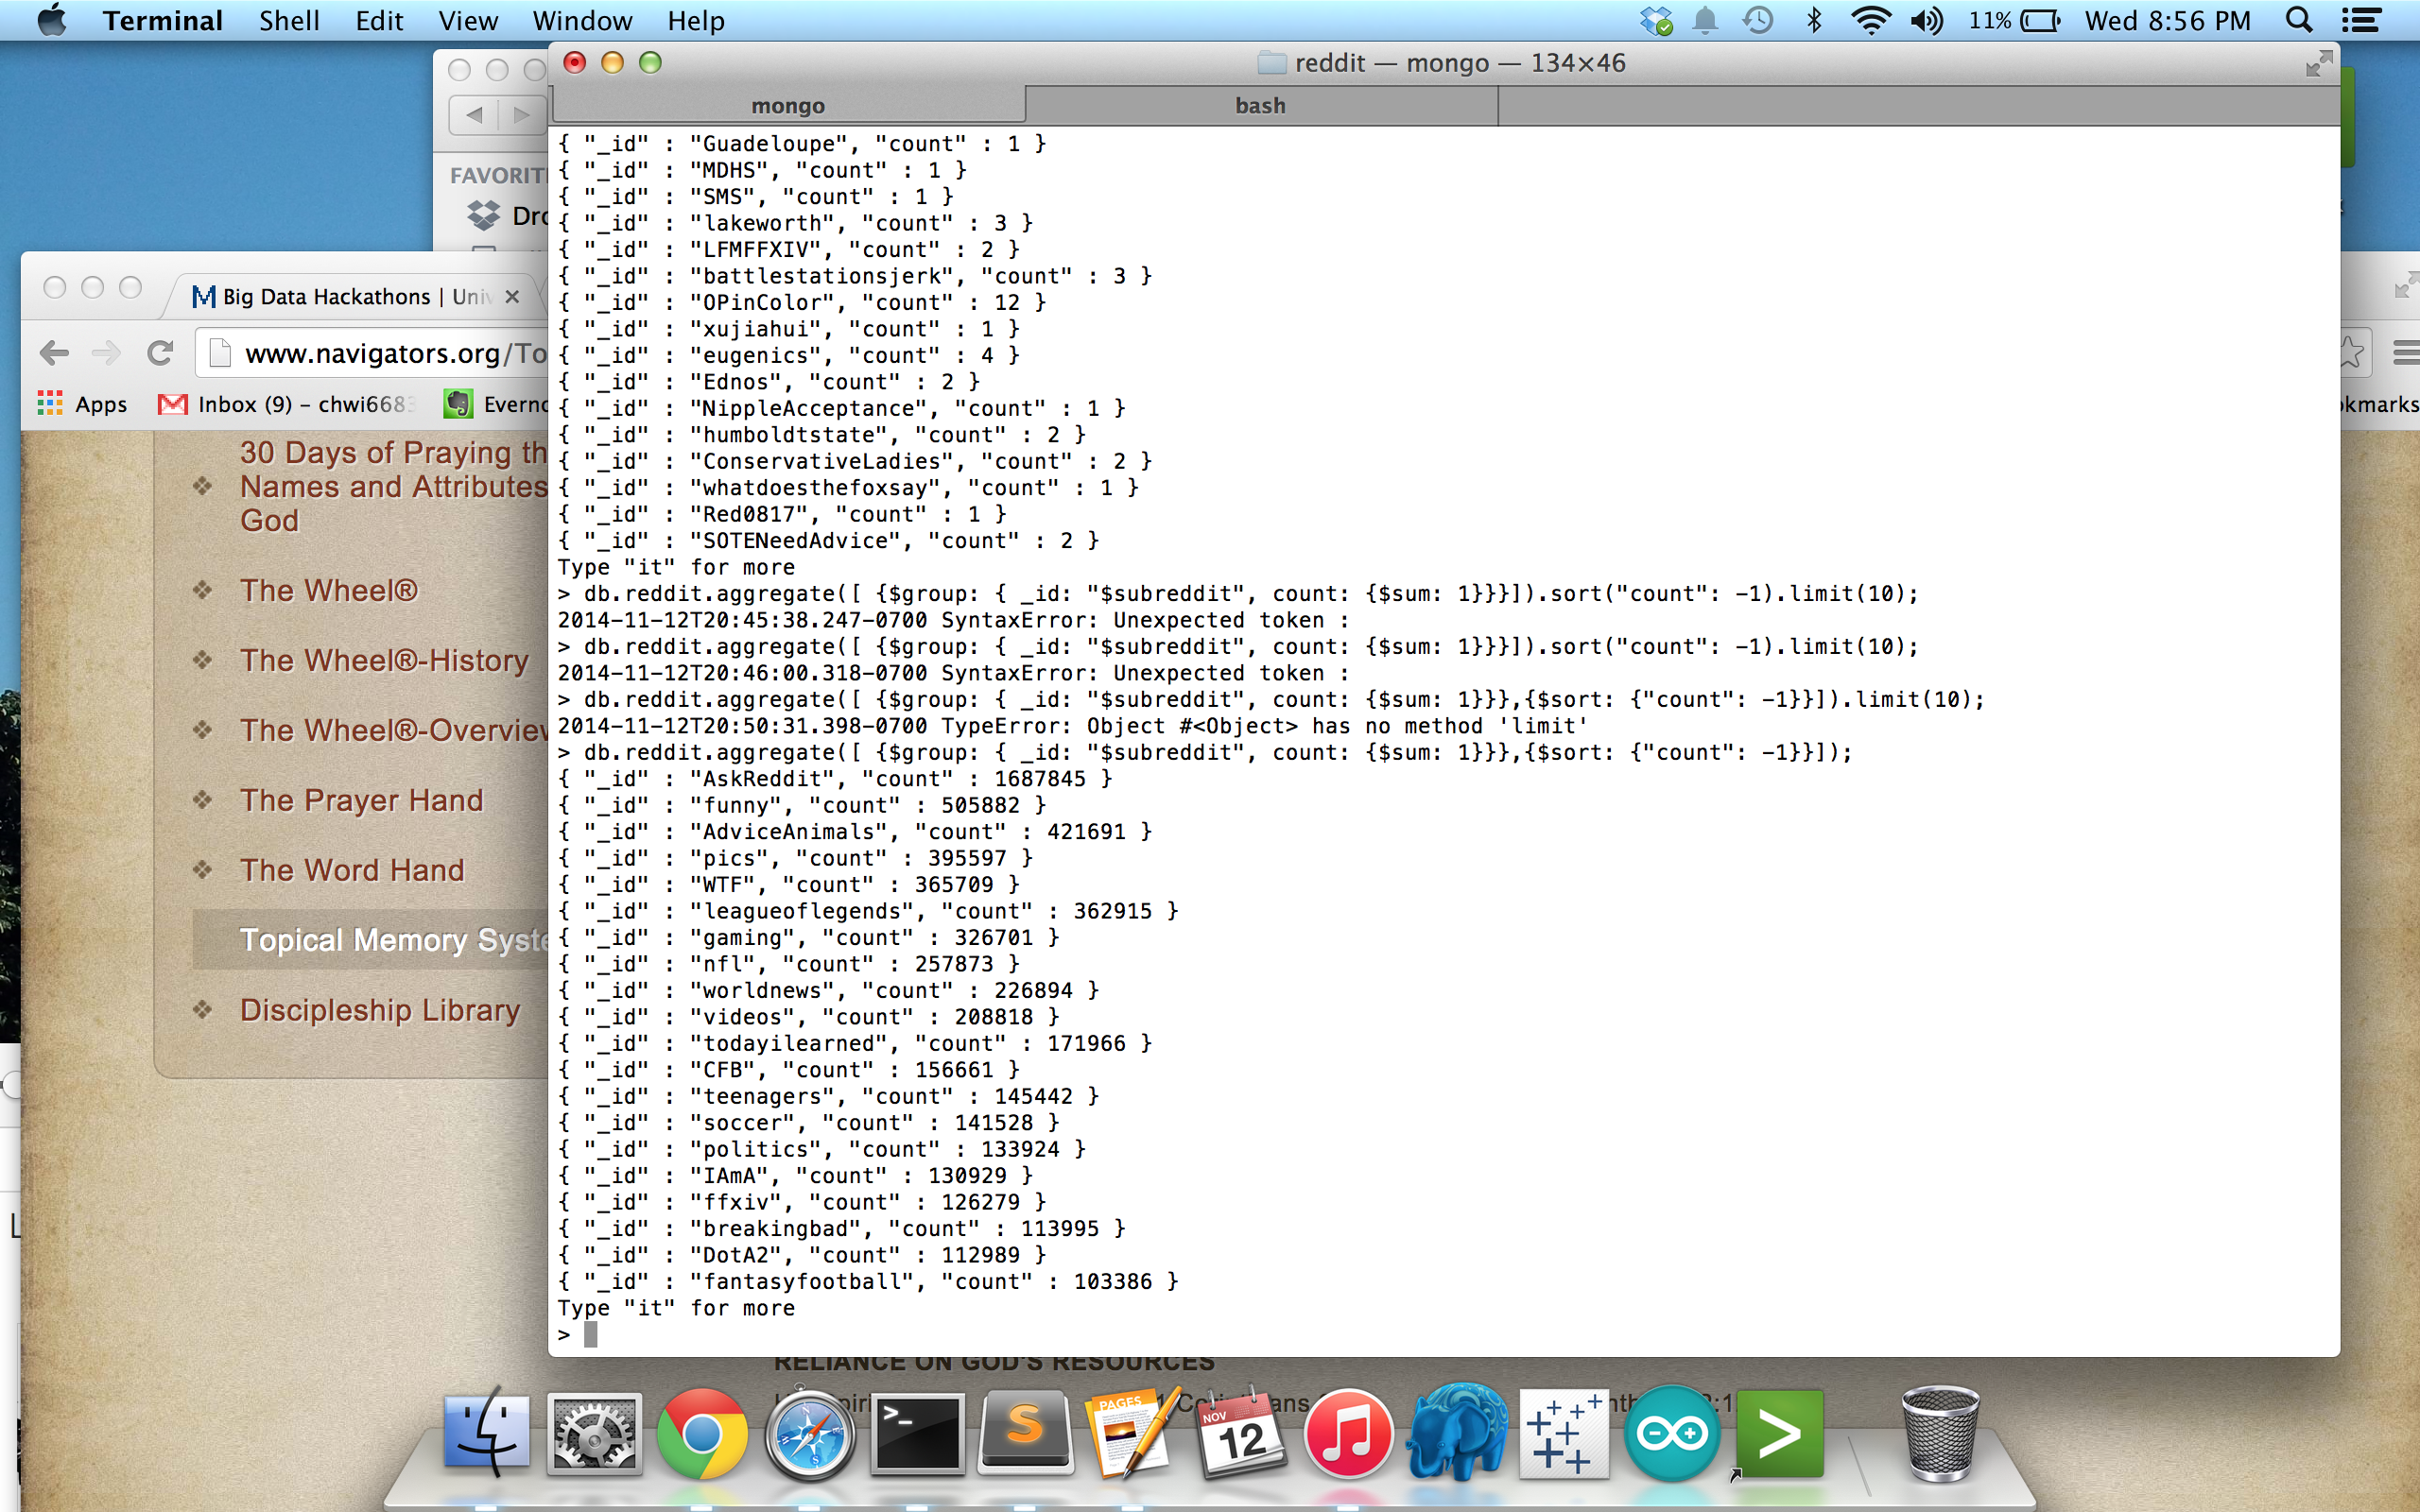 Terminal Shell Edit View Window Help 11% Wed 8:56 PM
reddit — mongo — 134×46
mongo bash
FAVORIT
Dro
Big Data Hackathons | Univ
www.navigators.org/To
Apps Inbox (9) – chwi6683 Everno
kmarks
30 Days of Praying th
Names and Attributes
God
The Wheel®
The Wheel®-History
The Wheel®-Overview
The Prayer Hand
The Word Hand
Topical Memory Syste
Discipleship Library
{ "_id" : "Guadeloupe", "count" : 1 }
{ "_id" : "MDHS", "count" : 1 }
{ "_id" : "SMS", "count" : 1 }
{ "_id" : "lakeworth", "count" : 3 }
{ "_id" : "LFMFFXIV", "count" : 2 }
{ "_id" : "battlestationsjerk", "count" : 3 }
{ "_id" : "OPinColor", "count" : 12 }
{ "_id" : "xujiahui", "count" : 1 }
{ "_id" : "eugenics", "count" : 4 }
{ "_id" : "Ednos", "count" : 2 }
{ "_id" : "NippleAcceptance", "count" : 1 }
{ "_id" : "humboldtstate", "count" : 2 }
{ "_id" : "ConservativeLadies", "count" : 2 }
{ "_id" : "whatdoesthefoxsay", "count" : 1 }
{ "_id" : "Red0817", "count" : 1 }
{ "_id" : "SOTENeedAdvice", "count" : 2 }
Type "it" for more
> db.reddit.aggregate([ {$group: { _id: "$subreddit", count: {$sum: 1}}}]).sort("count": -1).limit(10);
2014-11-12T20:45:38.247-0700 SyntaxError: Unexpected token :
> db.reddit.aggregate([ {$group: { _id: "$subreddit", count: {$sum: 1}}}]).sort("count": -1).limit(10);
2014-11-12T20:46:00.318-0700 SyntaxError: Unexpected token :
> db.reddit.aggregate([ {$group: { _id: "$subreddit", count: {$sum: 1}}},{$sort: {"count": -1}}]).limit(10);
2014-11-12T20:50:31.398-0700 TypeError: Object #<Object> has no method 'limit'
> db.reddit.aggregate([ {$group: { _id: "$subreddit", count: {$sum: 1}}},{$sort: {"count": -1}}]);
{ "_id" : "AskReddit", "count" : 1687845 }
{ "_id" : "funny", "count" : 505882 }
{ "_id" : "AdviceAnimals", "count" : 421691 }
{ "_id" : "pics", "count" : 395597 }
{ "_id" : "WTF", "count" : 365709 }
{ "_id" : "leagueoflegends", "count" : 362915 }
{ "_id" : "gaming", "count" : 326701 }
{ "_id" : "nfl", "count" : 257873 }
{ "_id" : "worldnews", "count" : 226894 }
{ "_id" : "videos", "count" : 208818 }
{ "_id" : "todayilearned", "count" : 171966 }
{ "_id" : "CFB", "count" : 156661 }
{ "_id" : "teenagers", "count" : 145442 }
{ "_id" : "soccer", "count" : 141528 }
{ "_id" : "politics", "count" : 133924 }
{ "_id" : "IAmA", "count" : 130929 }
{ "_id" : "ffxiv", "count" : 126279 }
{ "_id" : "breakingbad", "count" : 113995 }
{ "_id" : "DotA2", "count" : 112989 }
{ "_id" : "fantasyfootball", "count" : 103386 }
Type "it" for more
>
RELIANCE ON GOD'S RESOURCES
>_
S
PAGES
NOV
12